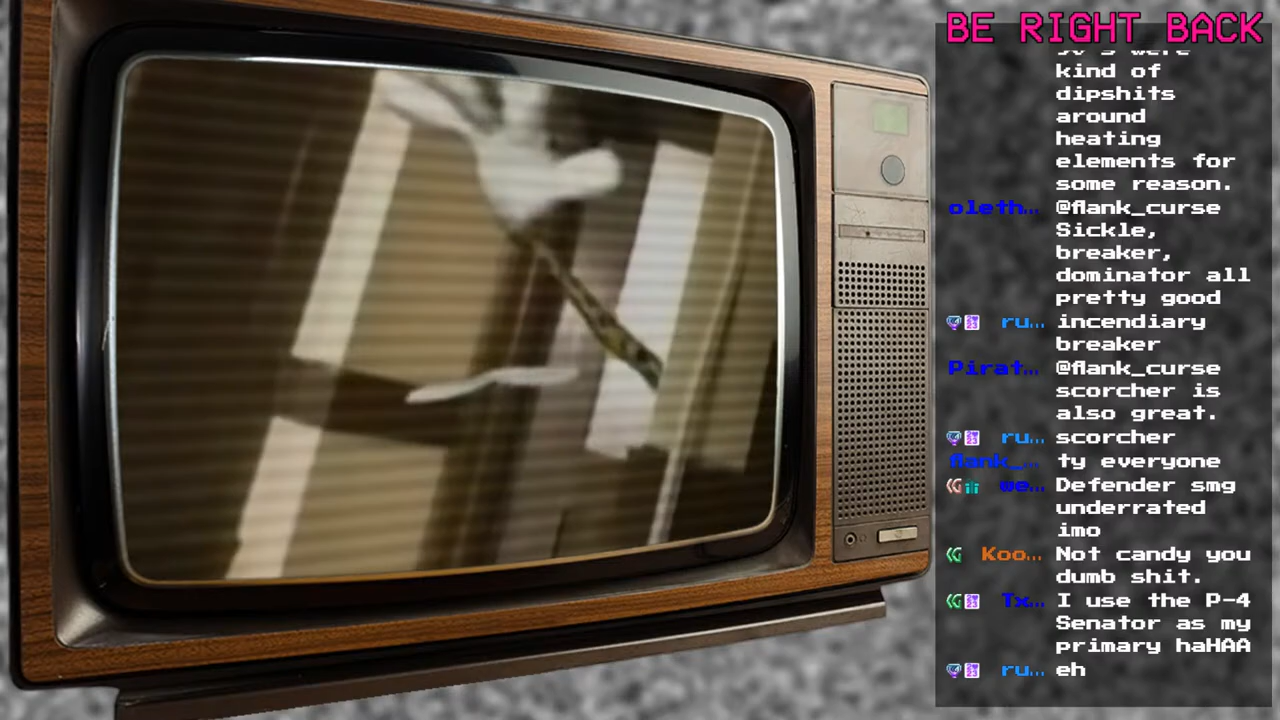 BE RIGHT BACK
kind of
dipshits
around
heating
elements for
some reason.
oleth... @flank_curse
Sickle,
breaker,
dominator all
pretty good
ru... incendiary
breaker
Pirat... @flank_curse
scorcher is
also great.
ru... scorcher
flank_... ty everyone
we... Defender smg
underrated
imo
Koo... Not candy you
dumb shit.
Tx... I use the P-4
Senator as my
primary haHAA
ru... eh